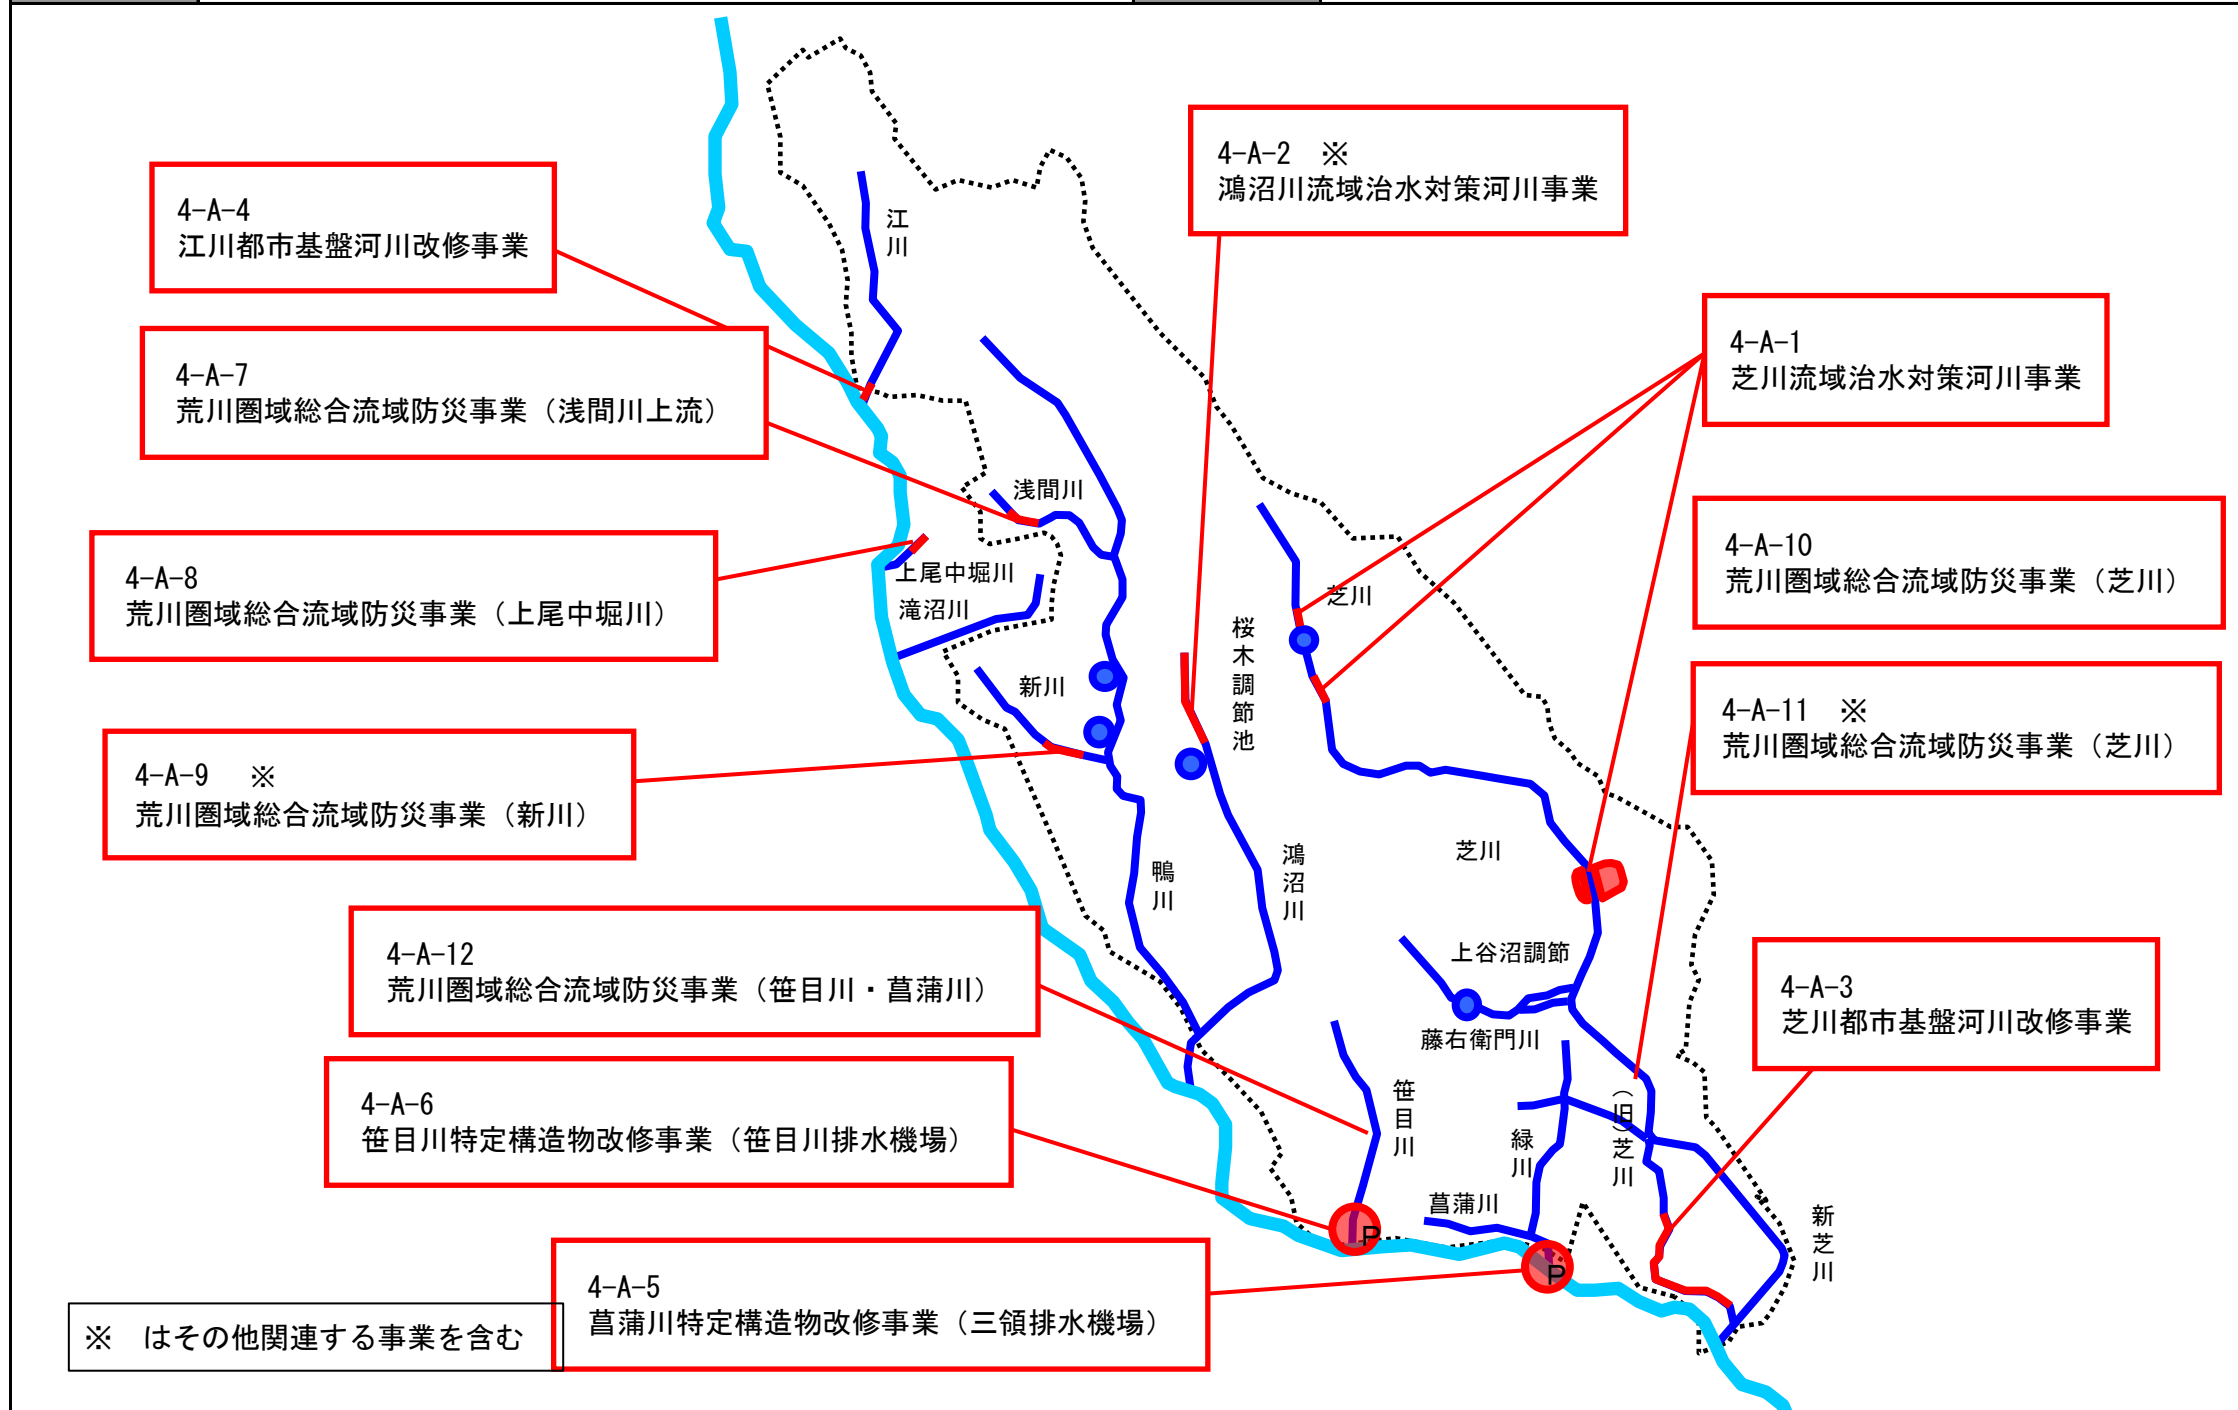 4-A-2　※
鴻沼川流域治水対策河川事業
4-A-4
江川都市基盤河川改修事業
江川
4-A-1
芝川流域治水対策河川事業
4-A-7
荒川圏域総合流域防災事業（浅間川上流）
浅間川
4-A-10
荒川圏域総合流域防災事業（芝川）
4-A-8
荒川圏域総合流域防災事業（上尾中堀川）
上尾中堀川
滝沼川
芝川
桜木調節池
新川
4-A-11　※
荒川圏域総合流域防災事業（芝川）
4-A-9　※
荒川圏域総合流域防災事業（新川）
鴨川
鴻沼川
芝川
4-A-12
荒川圏域総合流域防災事業（笹目川・菖蒲川）
上谷沼調節
藤右衛門川
4-A-3
芝川都市基盤河川改修事業
4-A-6
笹目川特定構造物改修事業（笹目川排水機場）
笹目川
緑川
（旧）芝川
菖蒲川
新芝川
P
P
4-A-5
菖蒲川特定構造物改修事業（三領排水機場）
※　はその他関連する事業を含む